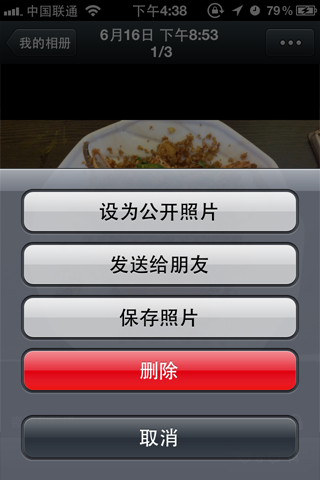 中国联通 下午4:38 79%
我的相册
6月16日 下午8:53
1/3
设为公开照片
发送给朋友
保存照片
删除
取消